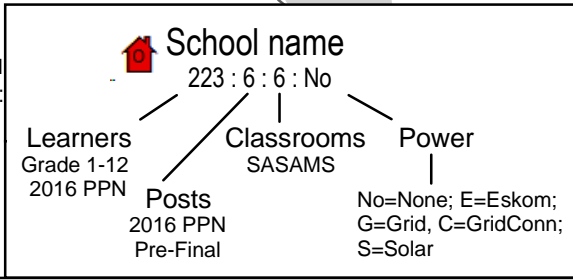 O
School name
223 : 6 : 6 : No
Learners
Grade 1-12
2016 PPN
Posts
2016 PPN
Pre-Final
Classrooms
SASAMS
Power
No=None; E=Eskom;
G=Grid, C=GridConn;
S=Solar